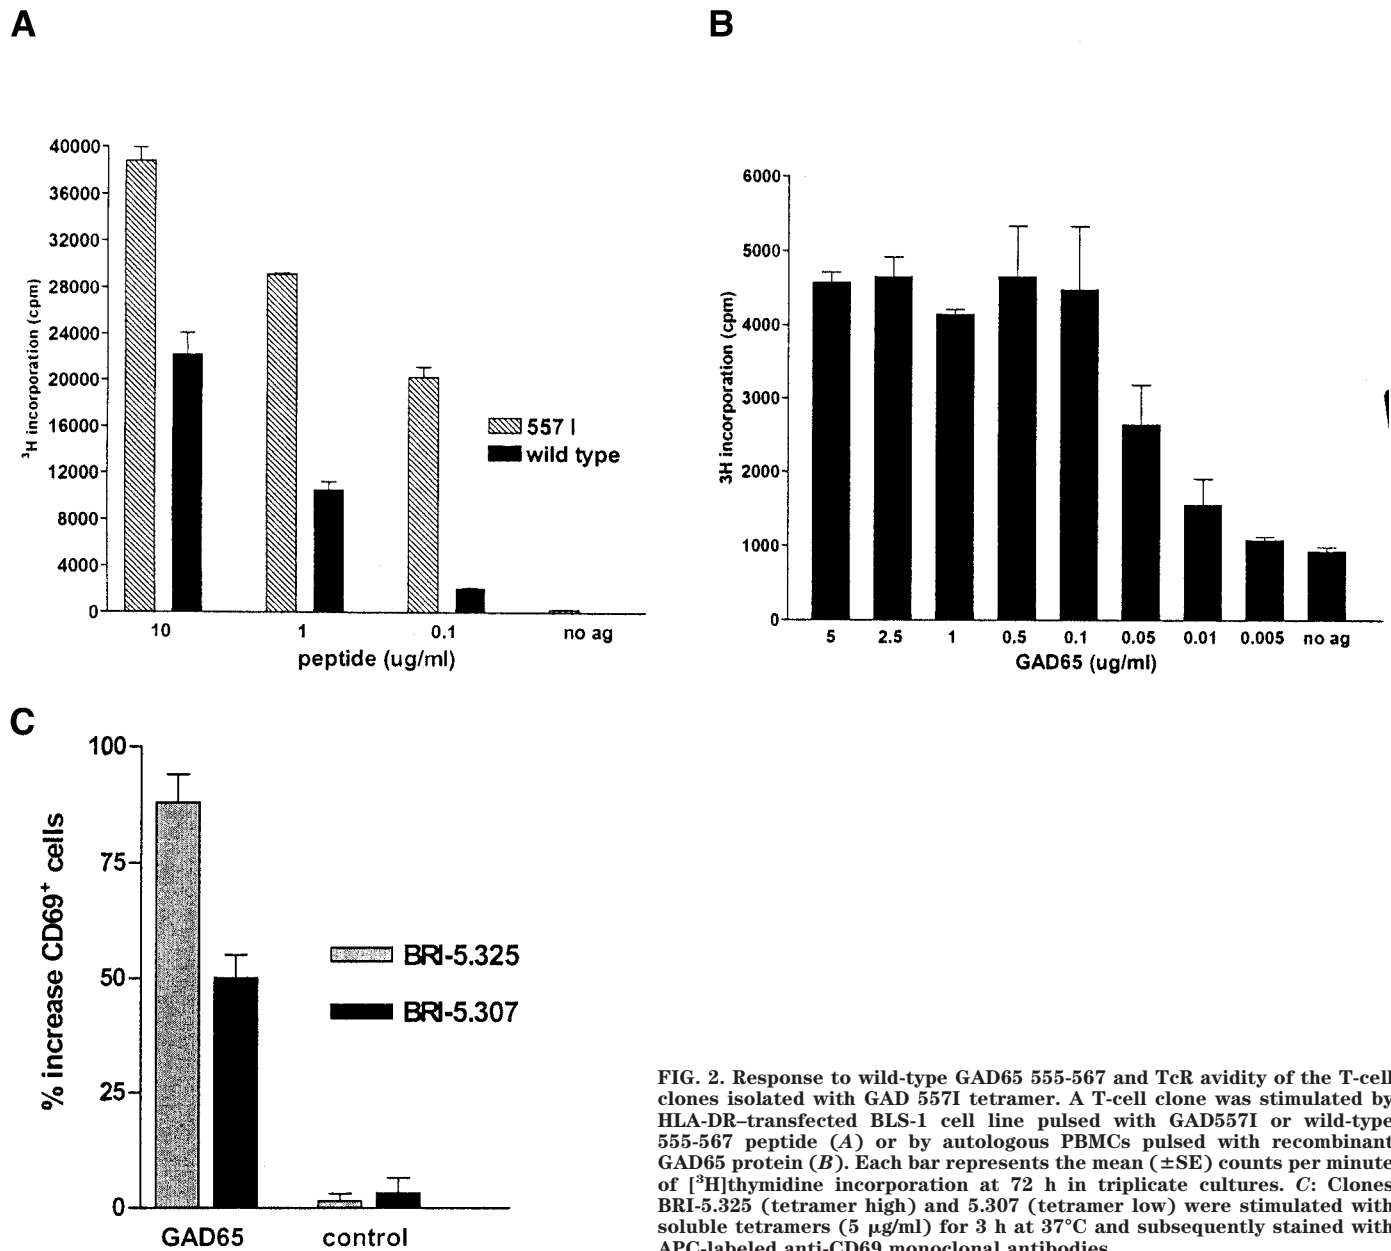 A
40000
36000
32000
28000
24000
20000
16000
12000
8000
4000
0
³H incorporation (cpm)
557 I
wild type
10 1 0.1 no ag
peptide (ug/ml)
B
6000
5000
4000
3000
2000
1000
0
3H incorporation (cpm)
5 2.5 1 0.5 0.1 0.05 0.01 0.005 no ag
GAD65 (ug/ml)
C
100
75
50
25
0
% increase CD69⁺ cells
BRI-5.325
BRI-5.307
GAD65 control
FIG. 2. Response to wild-type GAD65 555-567 and TcR avidity of the T-cell
clones isolated with GAD 557I tetramer. A T-cell clone was stimulated by
HLA-DR–transfected BLS-1 cell line pulsed with GAD557I or wild-type
555-567 peptide (A) or by autologous PBMCs pulsed with recombinant
GAD65 protein (B). Each bar represents the mean (±SE) counts per minute
of [³H]thymidine incorporation at 72 h in triplicate cultures. C: Clones
BRI-5.325 (tetramer high) and 5.307 (tetramer low) were stimulated with
soluble tetramers (5 μg/ml) for 3 h at 37°C and subsequently stained with
APC-labeled anti-CD69 monoclonal antibodies